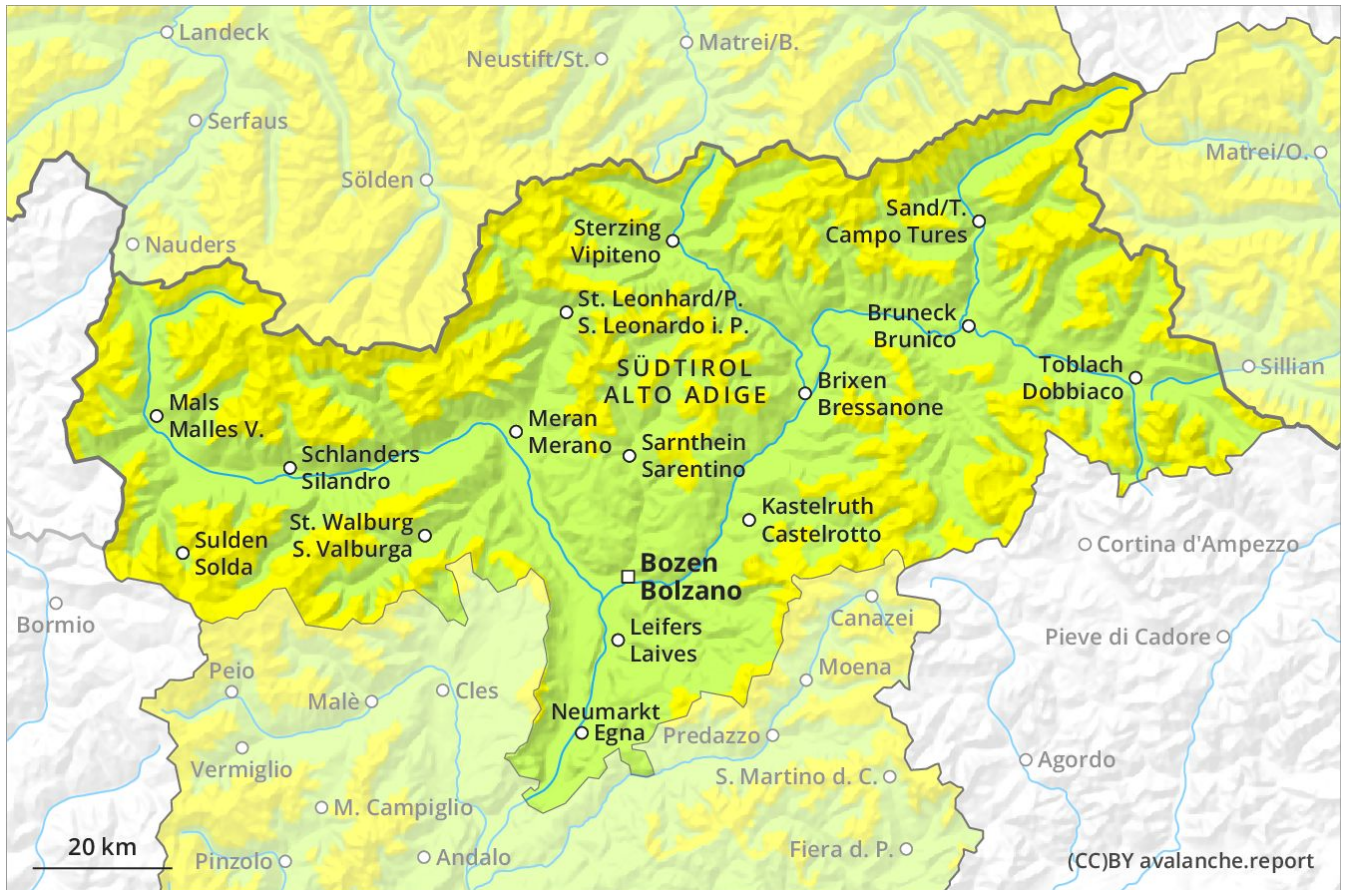 Landeck
Matrei/B.
Neustift/St.
Serfaus
Matrei/O.
Sölden
Sand/T.
Campo Tures
Sterzing
Vipiteno
Nauders
St. Leonhard/P.
S. Leonardo i. P.
Bruneck
Brunico
SÜDTIROL
ALTO ADIGE
Toblach
Dobbiaco
Sillian
Brixen
Bressanone
Mals
Malles V.
Meran
Merano
Sarnthein
Sarentino
Schlanders
Silandro
Kastelruth
Castelrotto
St. Walburg
S. Valburga
Sulden
Solda
Cortina d'Ampezzo
Bozen
Bolzano
Bormio
Canazei
Leifers
Laives
Pieve di Cadore
Peio
Moena
Malè
Cles
Neumarkt
Egna
Predazzo
Vermiglio
Agordo
S. Martino d. C.
M. Campiglio
20 km
Pinzolo
Andalo
Fiera d. P.
(CC)BY avalanche.report